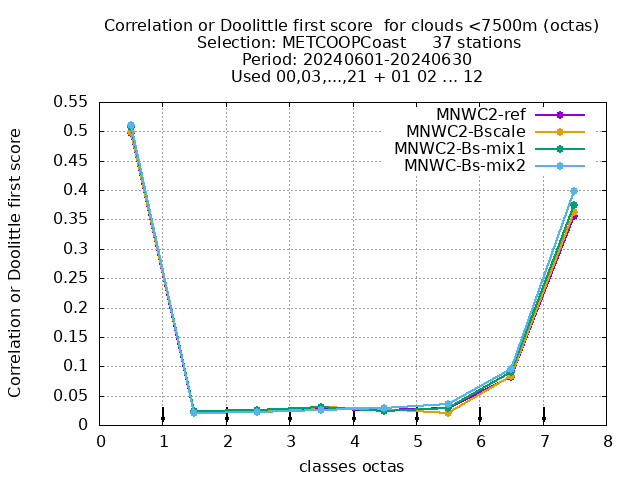 Correlation or Doolittle first score  for clouds <7500m (octas)
Selection: METCOOPCoast     37 stations
Period: 20240601-20240630
Used 00,03,...,21 + 01 02 ... 12
Correlation or Doolittle first score
0.55
0.5
0.45
0.4
0.35
0.3
0.25
0.2
0.15
0.1
0.05
0
MNWC2-ref
MNWC2-Bscale
MNWC2-Bs-mix1
MNWC-Bs-mix2
0 1 2 3 4 5 6 7 8
classes octas